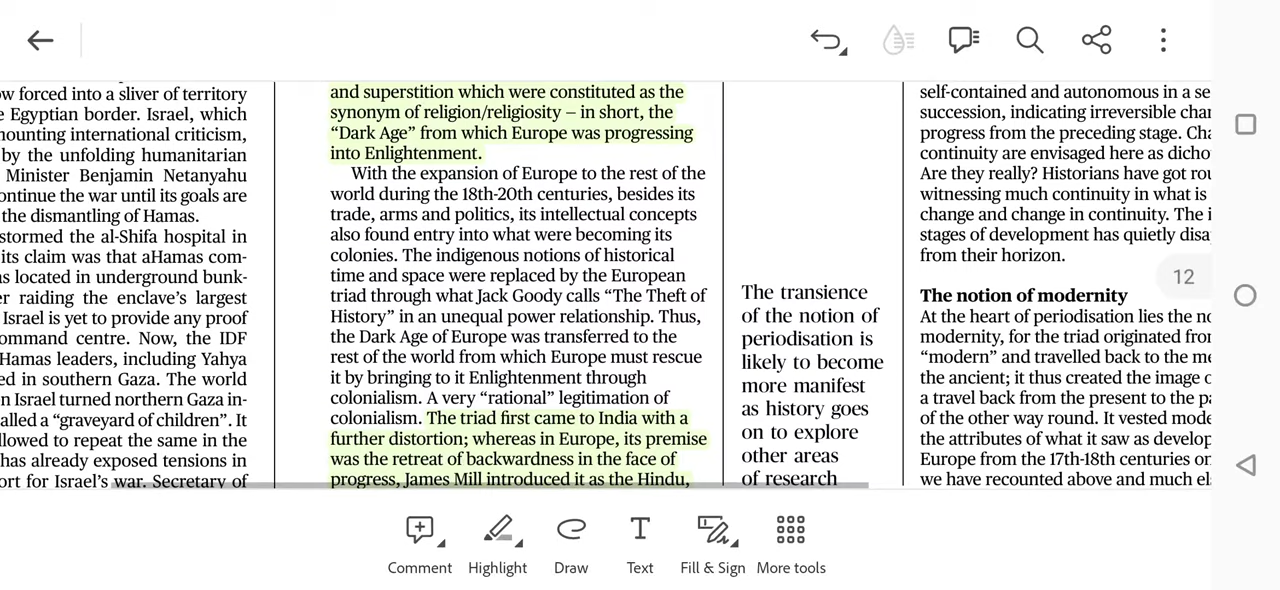 ow forced into a sliver of territory
e Egyptian border. Israel, which
nounting international criticism,
by the unfolding humanitarian
Minister Benjamin Netanyahu
ontinue the war until its goals are
the dismantling of Hamas.
stormed the al-Shifa hospital in
its claim was that aHamas com-
as located in underground bunk-
er raiding the enclave's largest
Israel is yet to provide any proof
ommand centre. Now, the IDF
Hamas leaders, including Yahya
ed in southern Gaza. The world
n Israel turned northern Gaza in-
alled a “graveyard of children”. It
llowed to repeat the same in the
has already exposed tensions in
ort for Israel's war. Secretary of
and superstition which were constituted as the
synonym of religion/religiosity – in short, the
“Dark Age” from which Europe was progressing
into Enlightenment.
With the expansion of Europe to the rest of the
world during the 18th-20th centuries, besides its
trade, arms and politics, its intellectual concepts
also found entry into what were becoming its
colonies. The indigenous notions of historical
time and space were replaced by the European
triad through what Jack Goody calls “The Theft of
History” in an unequal power relationship. Thus,
the Dark Age of Europe was transferred to the
rest of the world from which Europe must rescue
it by bringing to it Enlightenment through
colonialism. A very “rational” legitimation of
colonialism. The triad first came to India with a
further distortion; whereas in Europe, its premise
was the retreat of backwardness in the face of
progress, James Mill introduced it as the Hindu,
The transience
of the notion of
periodisation is
likely to become
more manifest
as history goes
on to explore
other areas
of research
self-contained and autonomous in a se
succession, indicating irreversible char
progress from the preceding stage. Cha
continuity are envisaged here as dicho
Are they really? Historians have got rou
witnessing much continuity in what is
change and change in continuity. The i
stages of development has quietly disa
from their horizon.
The notion of modernity
At the heart of periodisation lies the no
modernity, for the triad originated fror
“modern” and travelled back to the me
the ancient; it thus created the image o
a travel back from the present to the pa
of the other way round. It vested mode
the attributes of what it saw as develop
Europe from the 17th-18th centuries on
we have recounted above and much el
12
Comment
Highlight
Draw
T
Text
Fill & Sign
More tools